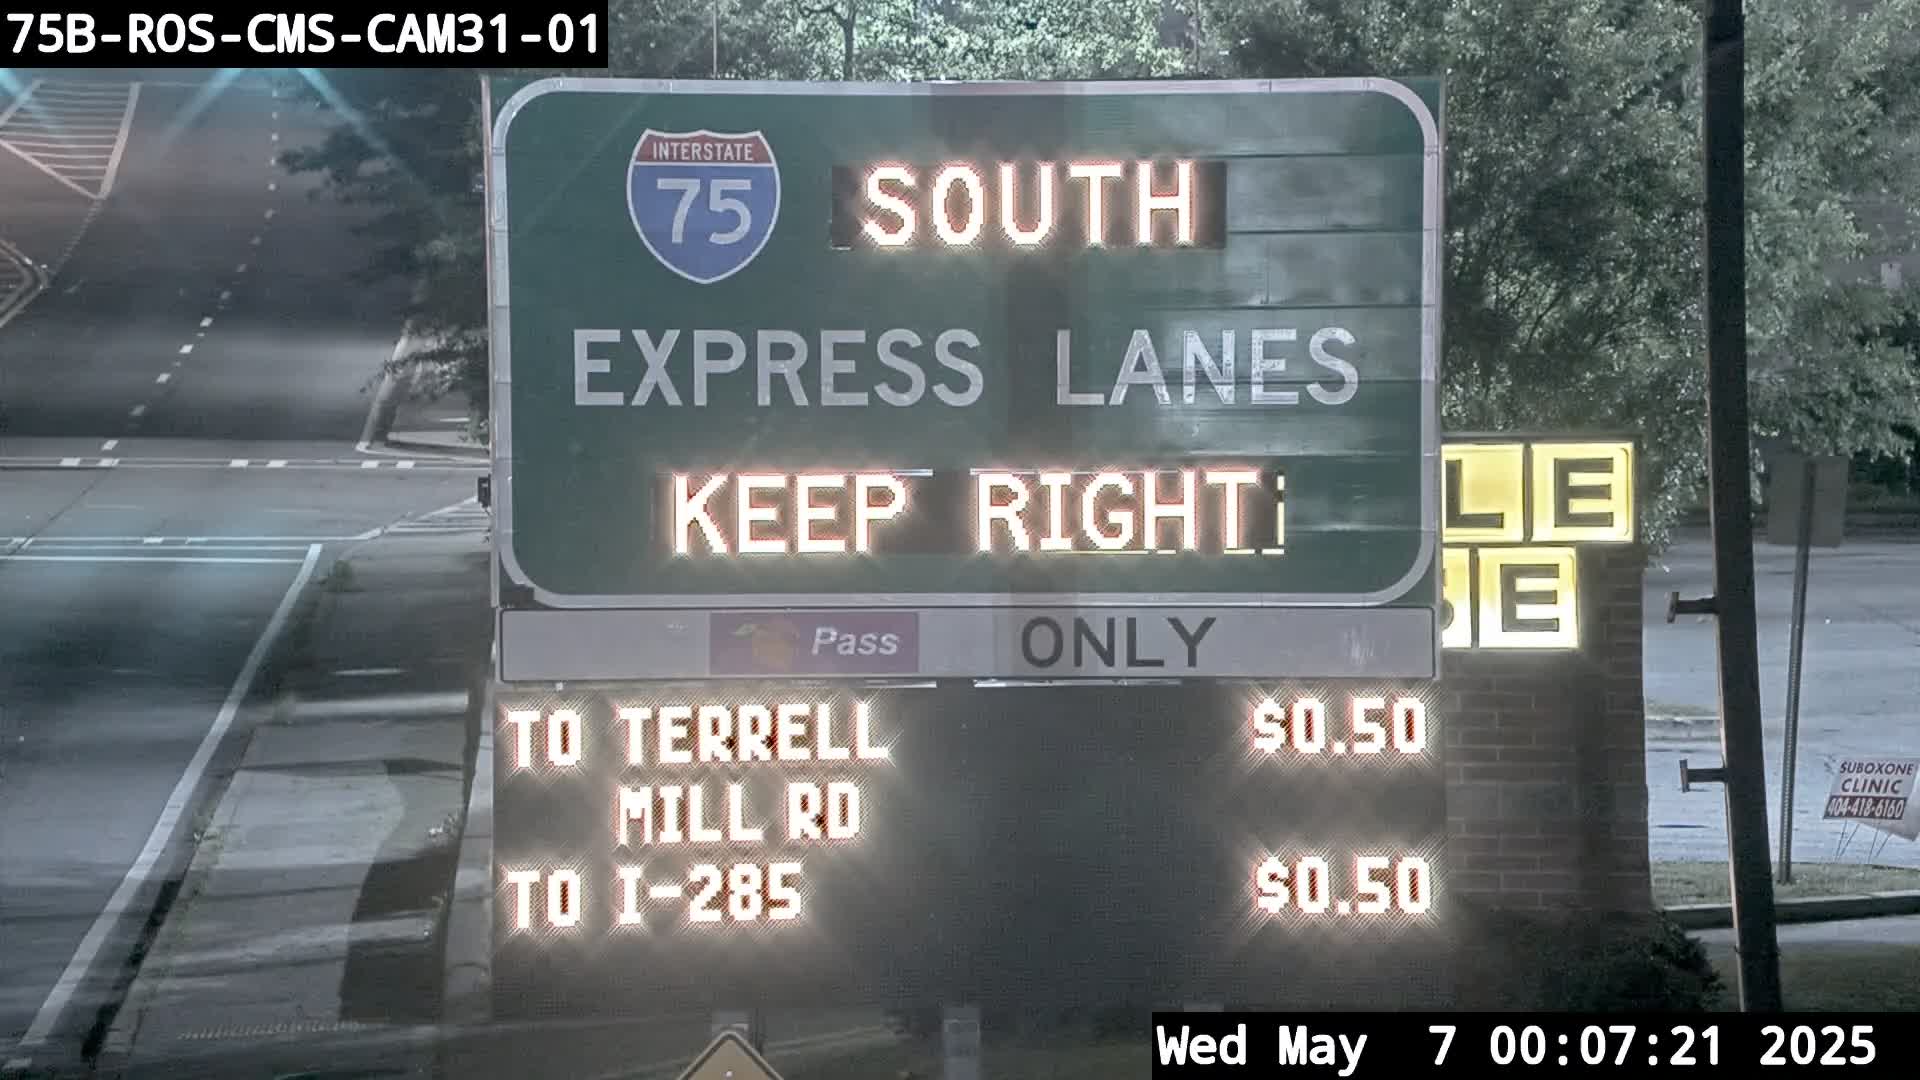 75B-ROS-CMS-CAM31-01
INTERSTATE
75
SOUTH
EXPRESS LANES
KEEP RIGHT
Pass ONLY
TO TERRELL $0.50
MILL RD
TO I-285 $0.50
LE
E
SUBOXONE
CLINIC
404-418-6160
Wed May 7 00:07:21 2025